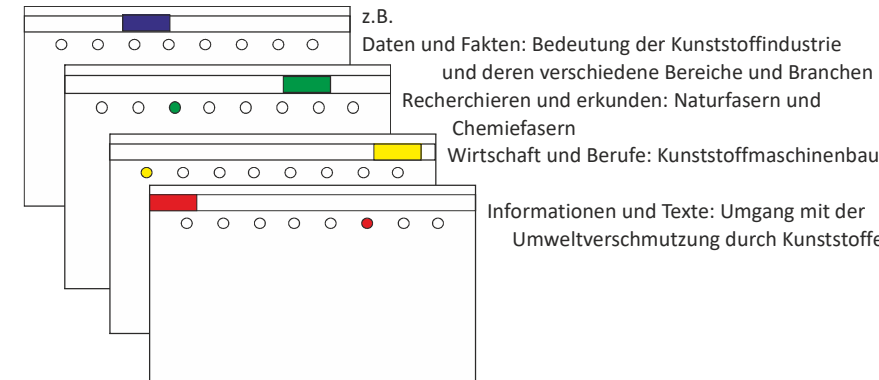 z.B.
Daten und Fakten: Bedeutung der Kunststoffindustrie
und deren verschiedene Bereiche und Branchen
Recherchieren und erkunden: Naturfasern und
Chemiefasern
Wirtschaft und Berufe: Kunststoffmaschinenbau
Informationen und Texte: Umgang mit der
Umweltverschmutzung durch Kunststoffe